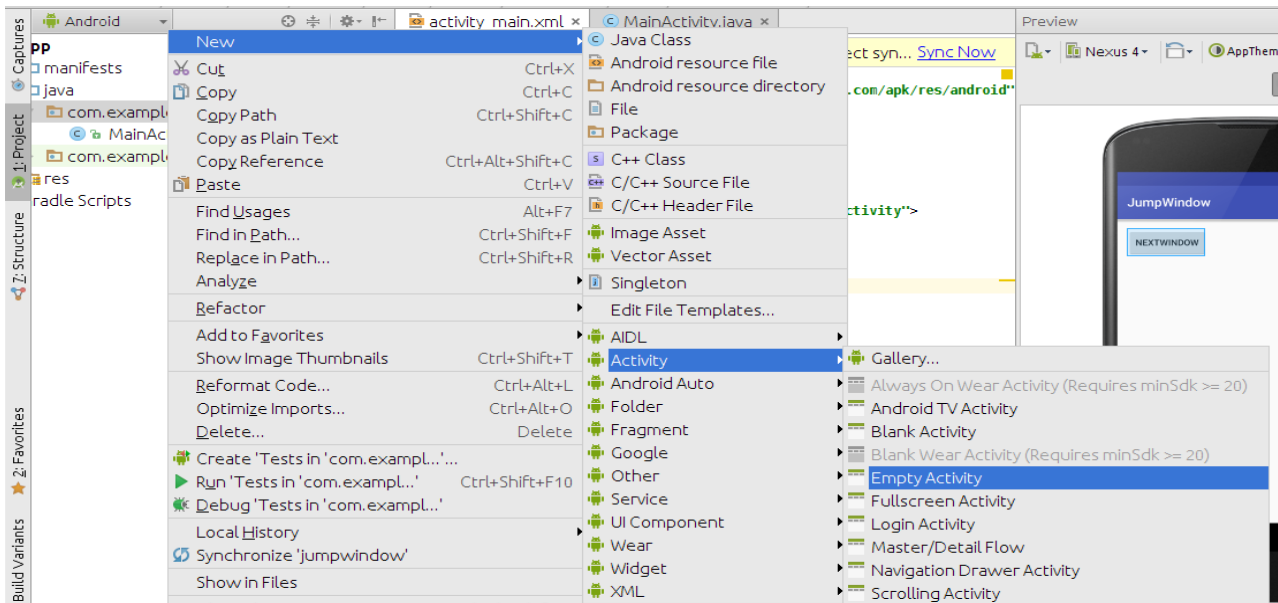 Captures
1: Project
7: Structure
2: Favorites
Build Variants
Android
activity_main.xml ×
MainActivity.java ×
pp
manifests
java
com.exampl
MainAc
com.exampl
res
radle Scripts
New
Cut Ctrl+X
Copy Ctrl+C
Copy Path Ctrl+Shift+C
Copy as Plain Text
Copy Reference Ctrl+Alt+Shift+C
Paste Ctrl+V
Find Usages Alt+F7
Find in Path... Ctrl+Shift+F
Replace in Path... Ctrl+Shift+R
Analyze
Refactor
Add to Favorites
Show Image Thumbnails Ctrl+Shift+T
Reformat Code... Ctrl+Alt+L
Optimize Imports... Ctrl+Alt+O
Delete... Delete
Create 'Tests in 'com.exampl...'...
Run 'Tests in 'com.exampl...' Ctrl+Shift+F10
Debug 'Tests in 'com.exampl...'
Local History
Synchronize 'jumpwindow'
Show in Files
Java Class
Android resource file
Android resource directory
File
Package
C++ Class
C/C++ Source File
C/C++ Header File
Image Asset
Vector Asset
Singleton
Edit File Templates...
AIDL
Activity
Android Auto
Folder
Fragment
Google
Other
Service
UI Component
Wear
Widget
XML
Gallery...
Always On Wear Activity (Requires minSdk >= 20)
Android TV Activity
Blank Activity
Blank Wear Activity (Requires minSdk >= 20)
Empty Activity
Fullscreen Activity
Login Activity
Master/Detail Flow
Navigation Drawer Activity
Scrolling Activity
ect syn... Sync Now
.com/apk/res/android"
ctivity">
Preview
Nexus 4
AppThem
JumpWindow
NEXTWINDOW